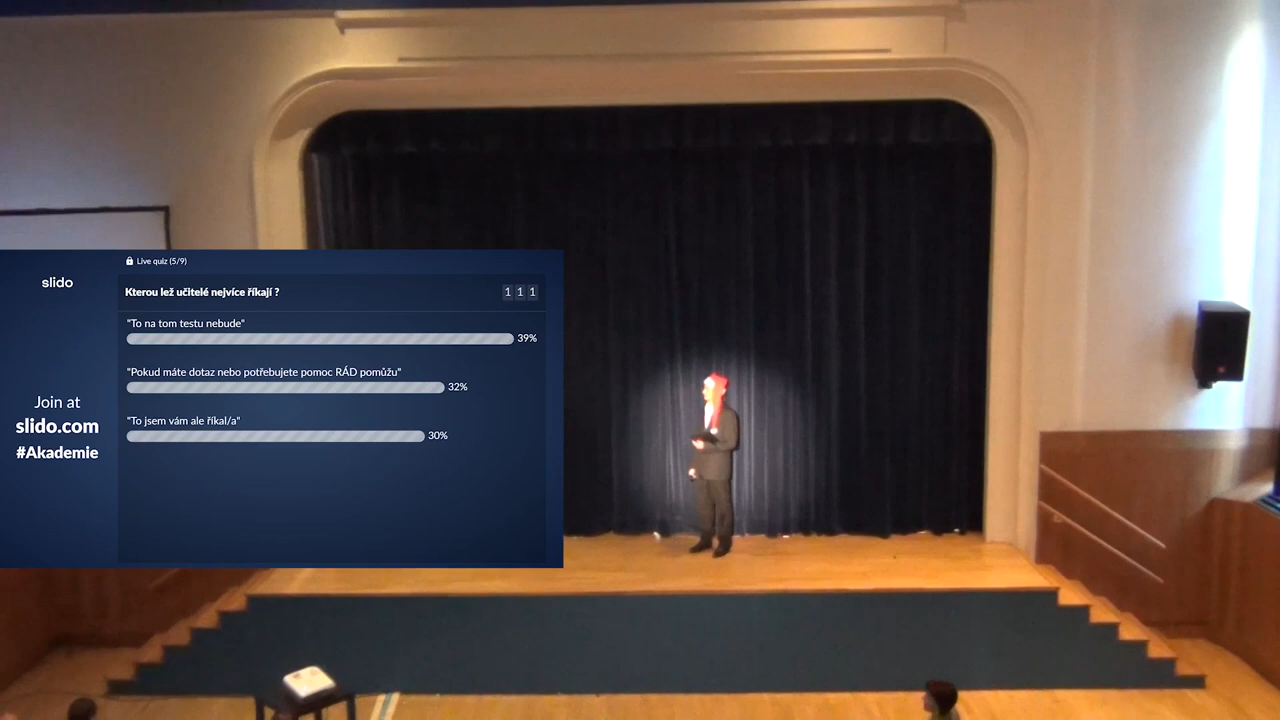 Live quiz (5/9)
slido
Kterou lež učitelé nejvíce říkají ?
1 1 1
"To na tom testu nebude"
39%
"Pokud máte dotaz nebo potřebujete pomoc RÁD pomůžu"
32%
"To jsem vám ale říkal/a"
30%
Join at
slido.com
#Akademie